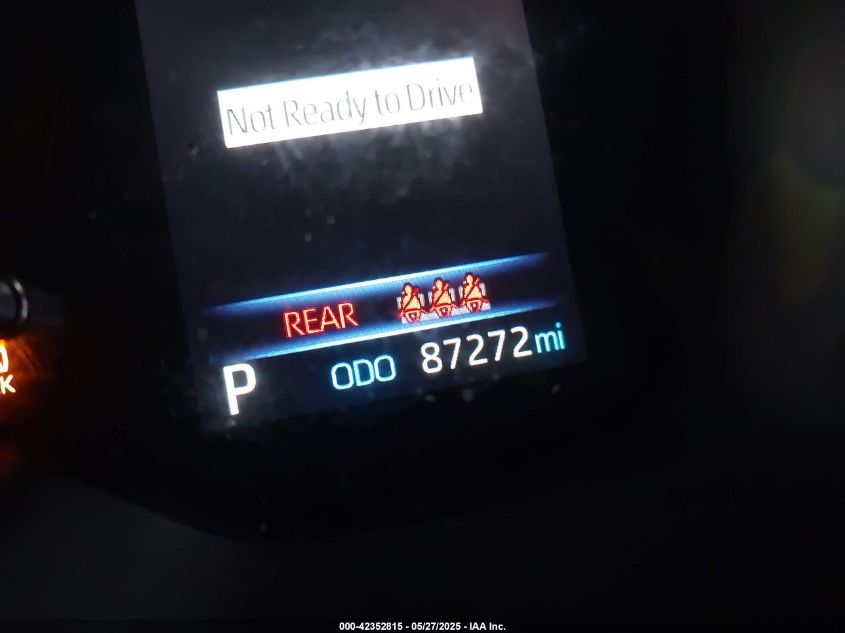 Not Ready to Drive
REAR
P ODO 87272 mi
K
000-42352815 - 05/27/2025 - IAA Inc.